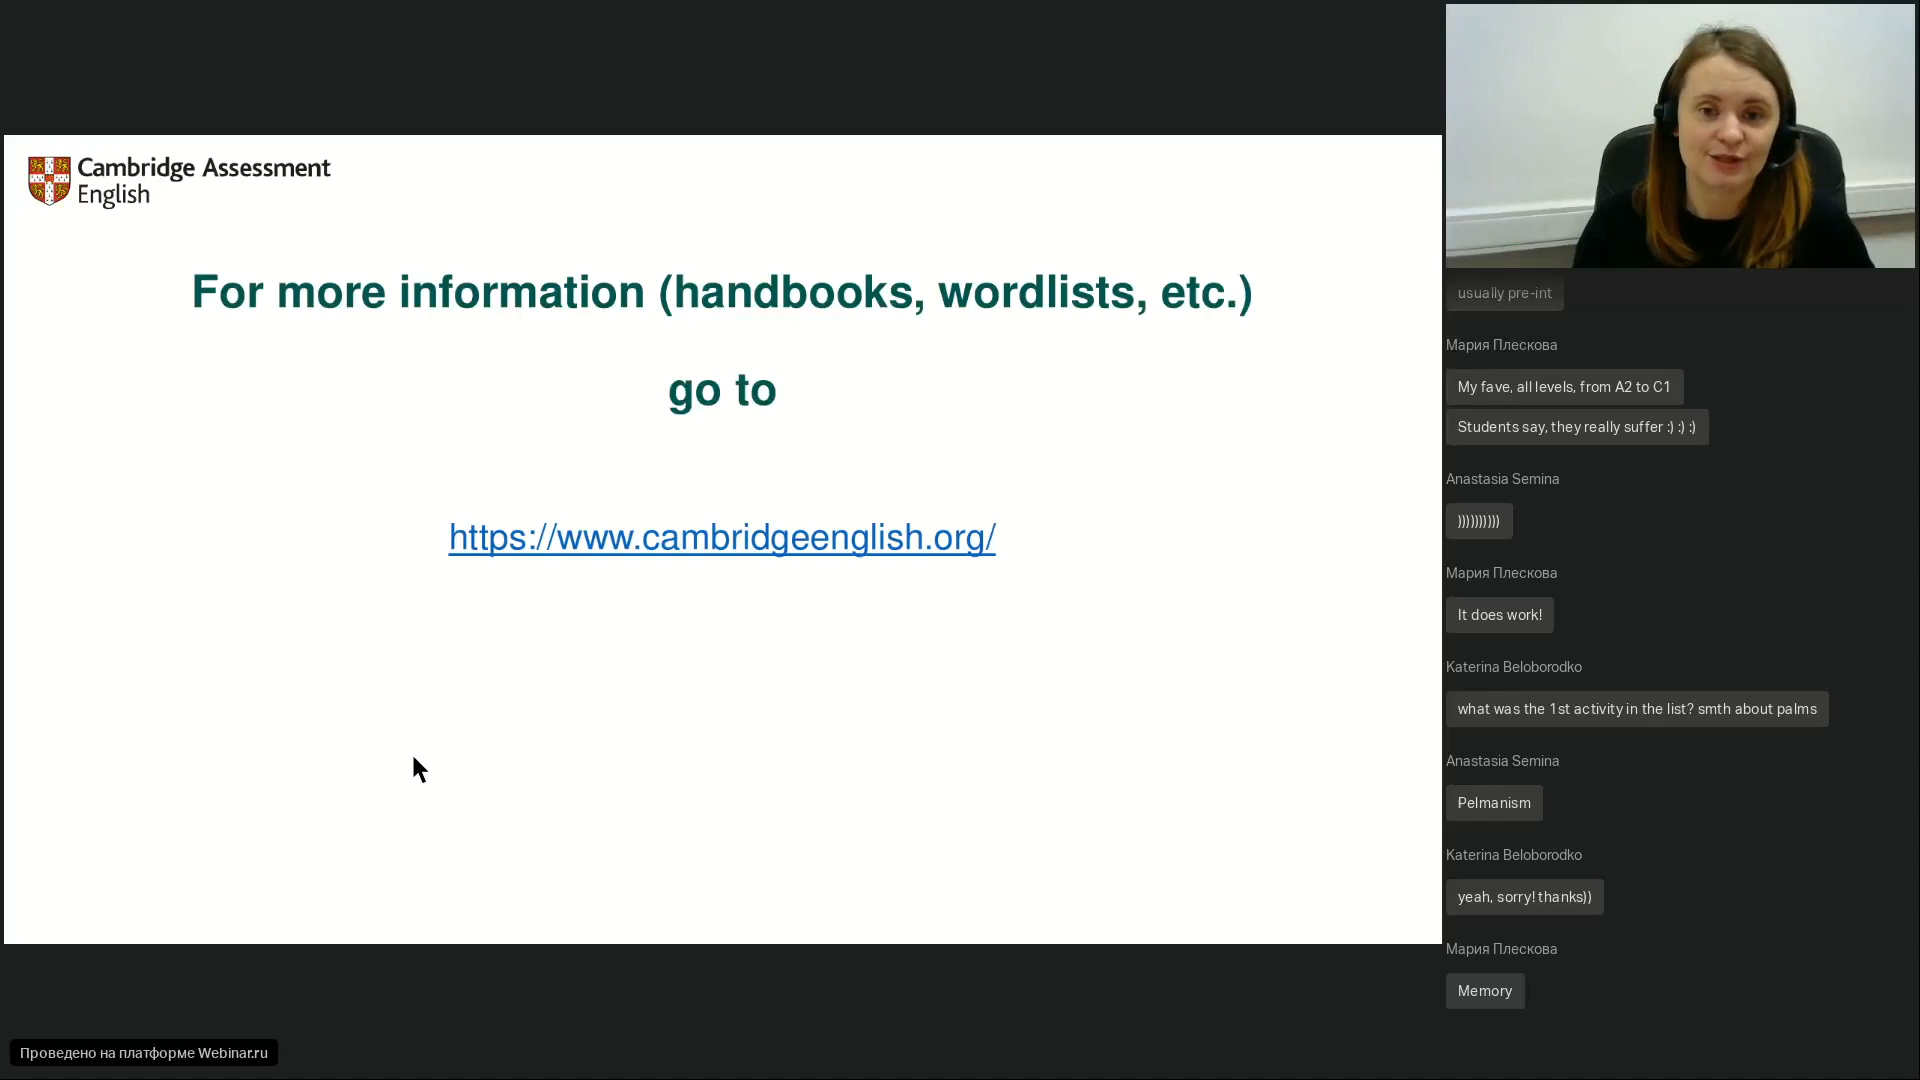 Cambridge Assessment
English
For more information (handbooks, wordlists, etc.)
go to
https://www.cambridgeenglish.org/
usually pre-int
Мария Плескова
My fave, all levels, from A2 to C1
Students say, they really suffer :) :) :)
Anastasia Semina
))))))))))
Мария Плескова
It does work!
Katerina Beloborodko
what was the 1st activity in the list? smth about palms
Anastasia Semina
Pelmanism
Katerina Beloborodko
yeah, sorry! thanks))
Мария Плескова
Memory
Проведено на платформе Webinar.ru